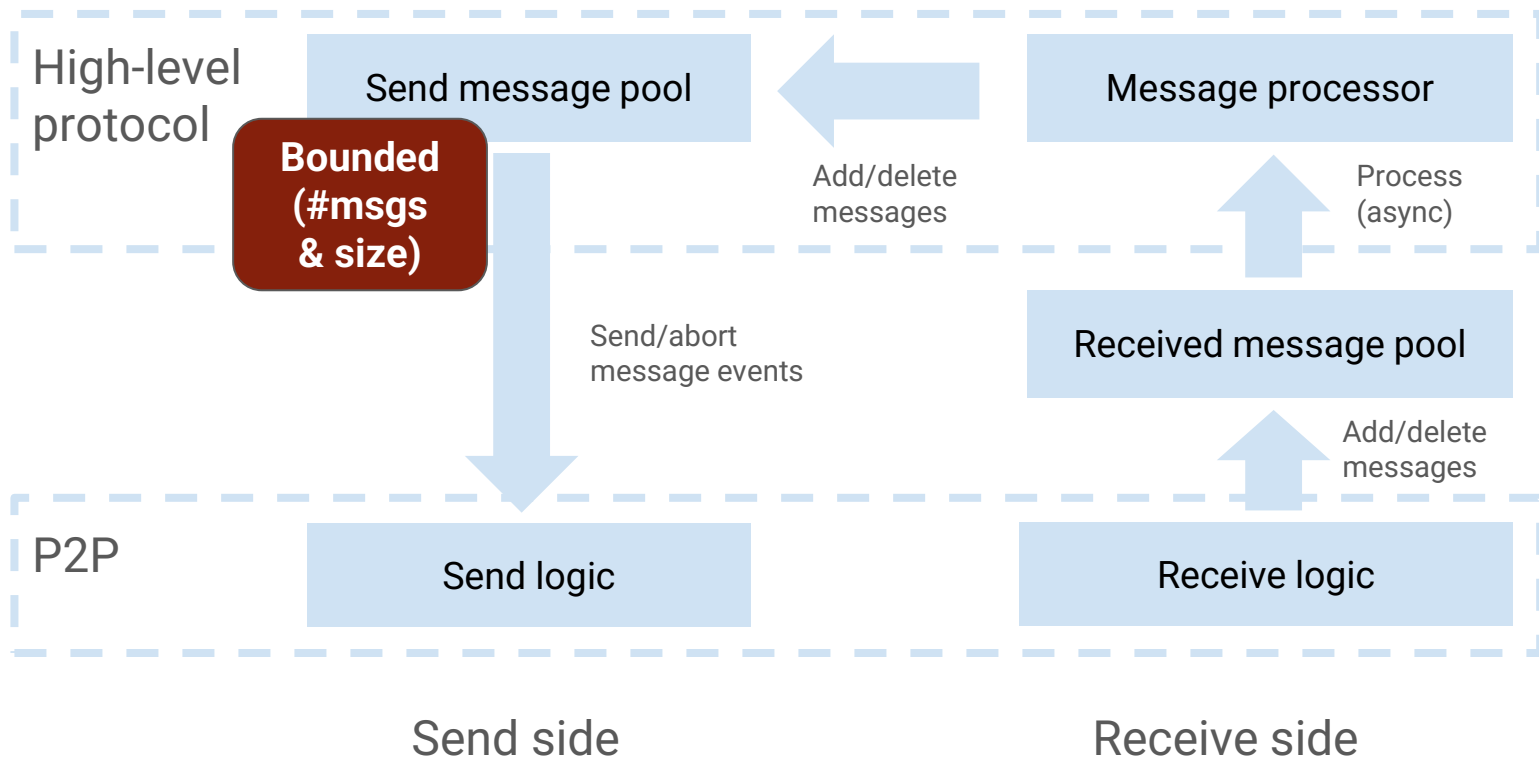 High-level
protocol
Send message pool
Message processor
Bounded
(#msgs
& size)
Add/delete
messages
Process
(async)
Send/abort
message events
Received message pool
Add/delete
messages
P2P
Send logic
Receive logic
Send side
Receive side